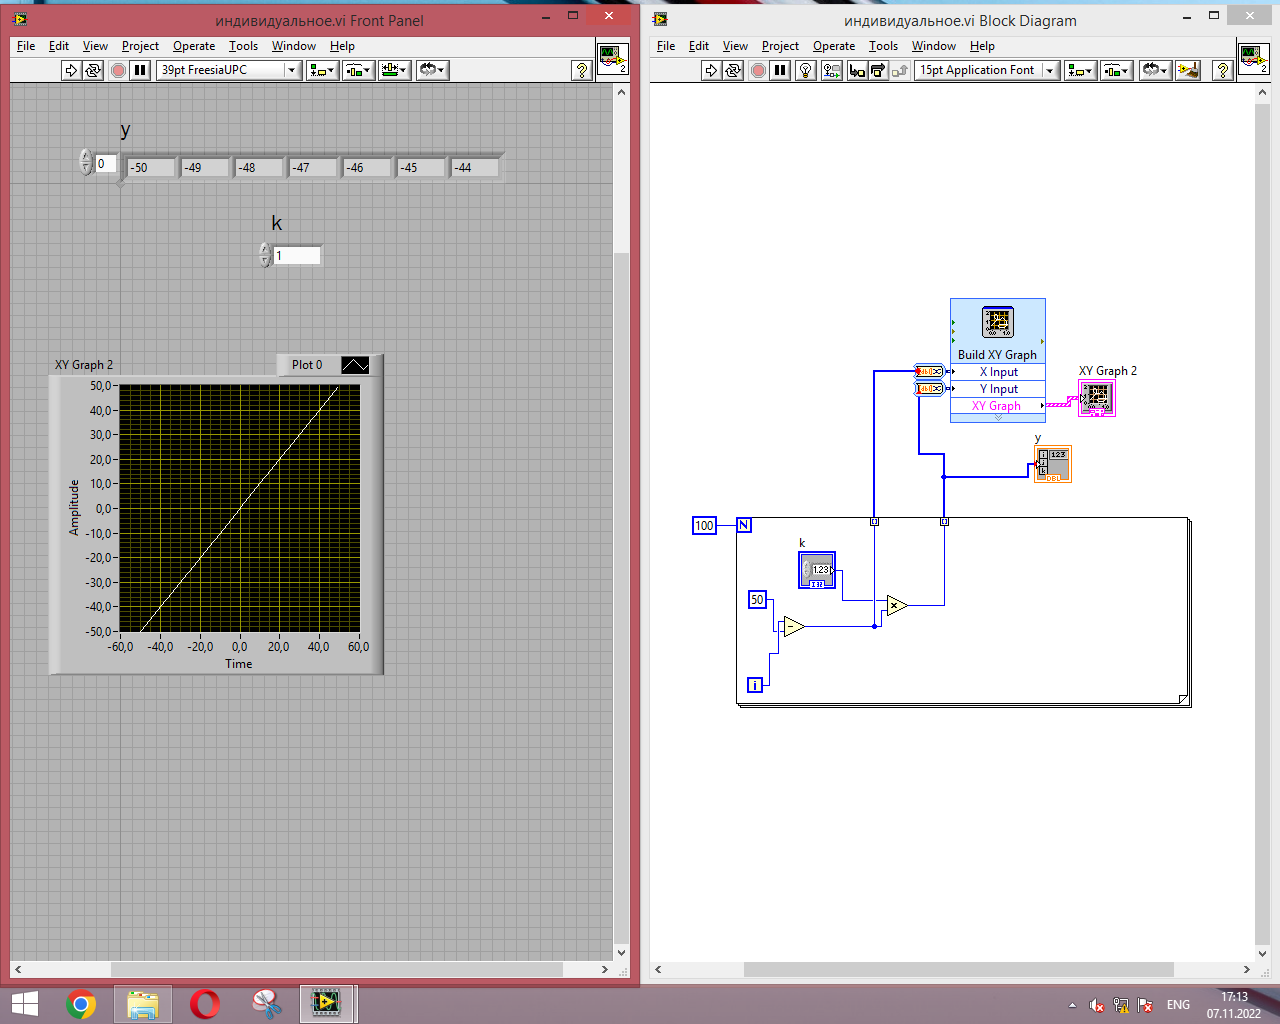 индивидуальное.vi Front Panel
File Edit View Project Operate Tools Window Help
39pt FreesiaUPC
2
y
0
-50 -49 -48 -47 -46 -45 -44
k
1
XY Graph 2
Plot 0
50,0
40,0
30,0
20,0
10,0
0,0
-10,0
-20,0
-30,0
-40,0
-50,0
Amplitude
-60,0 -40,0 -20,0 0,0 20,0 40,0 60,0
Time
индивидуальное.vi Block Diagram
File Edit View Project Operate Tools Window Help
15pt Application Font
2
Build XY Graph
X Input
Y Input
XY Graph
XY Graph 2
y
123
DBL
100
N
k
1.23
I32
50
i
ENG
17:13
07.11.2022